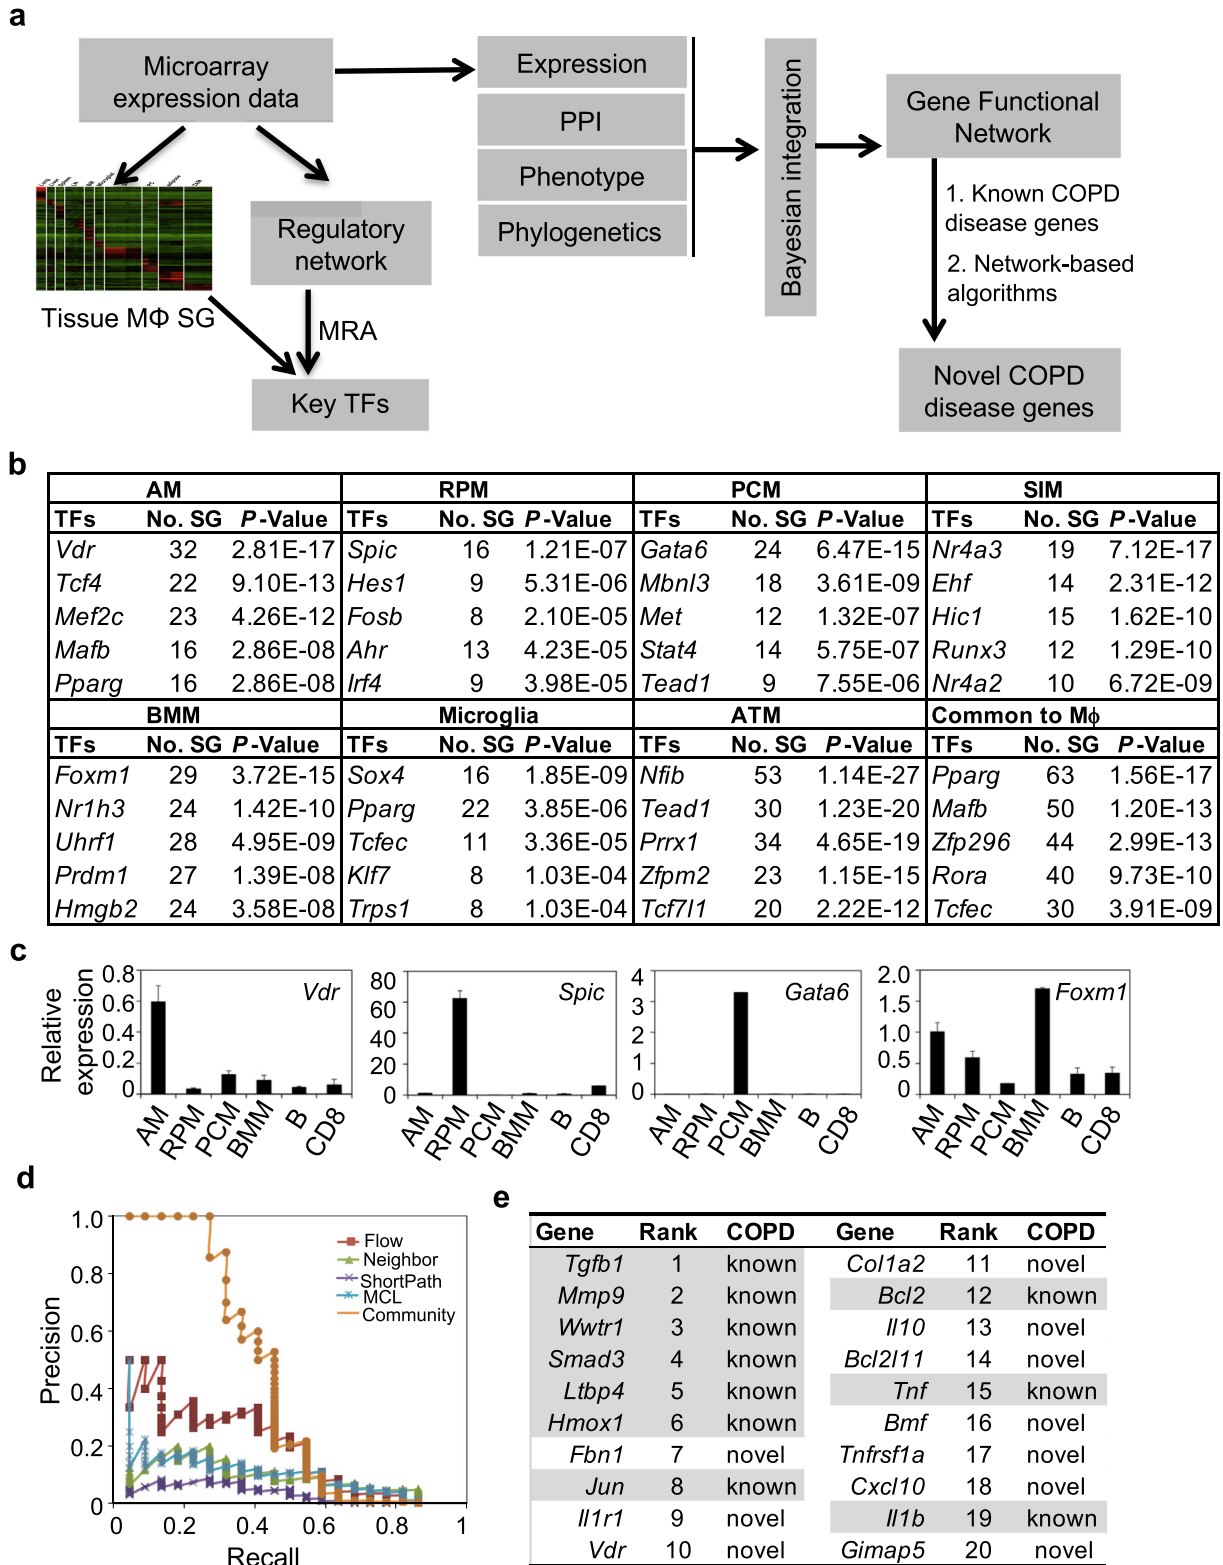 a
Microarray
expression data
Expression
PPI
Phenotype
Phylogenetics
Bayesian integration
Gene Functional
Network
1. Known COPD
disease genes
2. Network-based
algorithms
Novel COPD
disease genes
Regulatory
network
Tissue MΦ SG
MRA
Key TFs
b
AM RPM PCM SIM
TFs No. SG P-Value TFs No. SG P-Value TFs No. SG P-Value TFs No. SG P-Value
Vdr 32 2.81E-17 Spic 16 1.21E-07 Gata6 24 6.47E-15 Nr4a3 19 7.12E-17
Tcf4 22 9.10E-13 Hes1 9 5.31E-06 Mbnl3 18 3.61E-09 Ehf 14 2.31E-12
Mef2c 23 4.26E-12 Fosb 8 2.10E-05 Met 12 1.32E-07 Hic1 15 1.62E-10
Mafb 16 2.86E-08 Ahr 13 4.23E-05 Stat4 14 5.75E-07 Runx3 12 1.29E-10
Pparg 16 2.86E-08 Irf4 9 3.98E-05 Tead1 9 7.55E-06 Nr4a2 10 6.72E-09
BMM Microglia ATM Common to Mϕ
TFs No. SG P-Value TFs No. SG P-Value TFs No. SG P-Value TFs No. SG P-Value
Foxm1 29 3.72E-15 Sox4 16 1.85E-09 Nfib 53 1.14E-27 Pparg 63 1.56E-17
Nr1h3 24 1.42E-10 Pparg 22 3.85E-06 Tead1 30 1.23E-20 Mafb 50 1.20E-13
Uhrf1 28 4.95E-09 Tcfec 11 3.36E-05 Prrx1 34 4.65E-19 Zfp296 44 2.99E-13
Prdm1 27 1.39E-08 Klf7 8 1.03E-04 Zfpm2 23 1.15E-15 Rora 40 9.73E-10
Hmgb2 24 3.58E-08 Trps1 8 1.03E-04 Tcf7l1 20 2.22E-12 Tcfec 30 3.91E-09
c
Relative
expression
0.8
0.6
0.4
0.2
0
Vdr
AM RPM PCM BMM B CD8
80
60
40
20
0
Spic
AM RPM PCM BMM B CD8
4
3
2
1
0
Gata6
AM RPM PCM BMM B CD8
2.0
1.5
1.0
0.5
0
Foxm1
AM RPM PCM BMM B CD8
d
Precision
1.0
0.8
0.6
0.4
0.2
0
Flow
Neighbor
ShortPath
MCL
Community
0 0.2 0.4 0.6 0.8 1
Recall
e
Gene Rank COPD Gene Rank COPD
Tgfb1 1 known Col1a2 11 novel
Mmp9 2 known Bcl2 12 known
Wwtr1 3 known Il10 13 novel
Smad3 4 known Bcl2l11 14 novel
Ltbp4 5 known Tnf 15 known
Hmox1 6 known Bmf 16 novel
Fbn1 7 novel Tnfrsf1a 17 novel
Jun 8 known Cxcl10 18 novel
Il1r1 9 novel Il1b 19 known
Vdr 10 novel Gimap5 20 novel